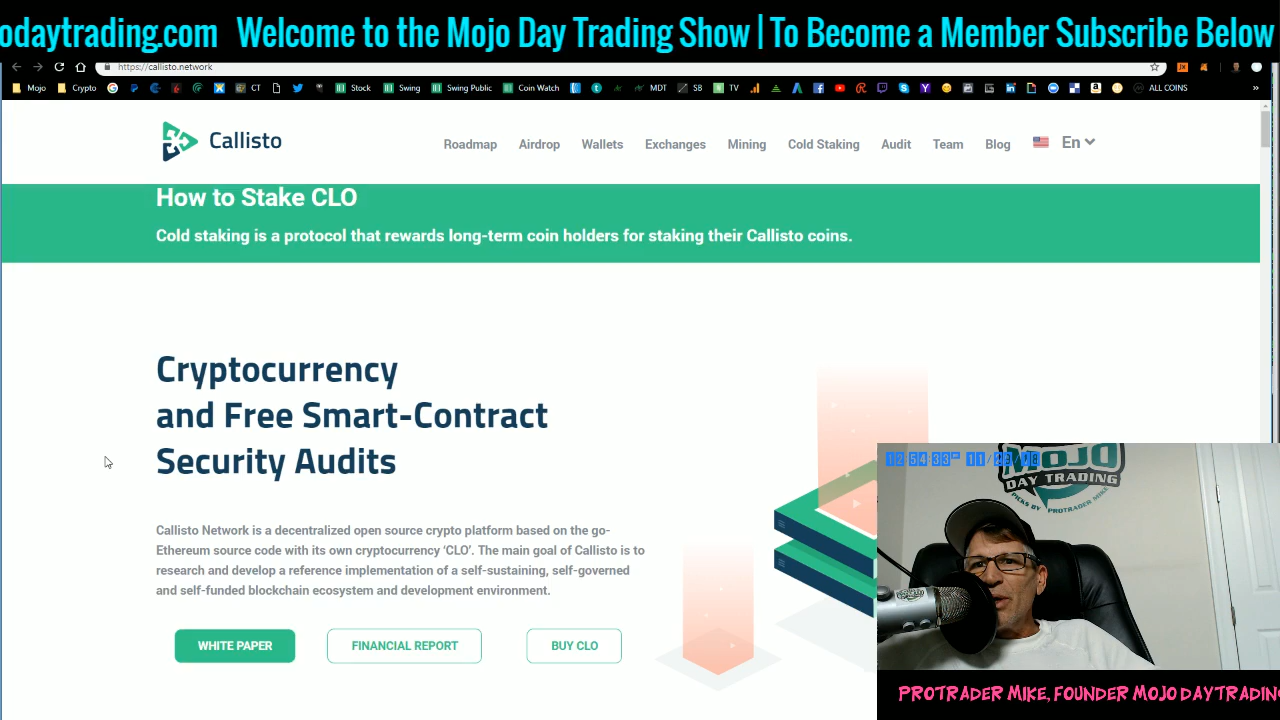 odaytrading.com Welcome to the Mojo Day Trading Show | To Become a Member Subscribe Below
https://callisto.network
Mojo Crypto CT Stock Swing Swing Public Coin Watch MDT SB TV ALL COINS »
Callisto Roadmap Airdrop Wallets Exchanges Mining Cold Staking Audit Team Blog En
How to Stake CLO
Cold staking is a protocol that rewards long-term coin holders for staking their Callisto coins.
Cryptocurrency
and Free Smart-Contract
Security Audits
Callisto Network is a decentralized open source crypto platform based on the go-
Ethereum source code with its own cryptocurrency ‘CLO’. The main goal of Callisto is to
research and develop a reference implementation of a self-sustaining, self-governed
and self-funded blockchain ecosystem and development environment.
WHITE PAPER FINANCIAL REPORT BUY CLO
MOJO
DAY TRADING
PICKS BY PROTRADER MIKE
PROTRADER MIKE, FOUNDER MOJO DAYTRADING